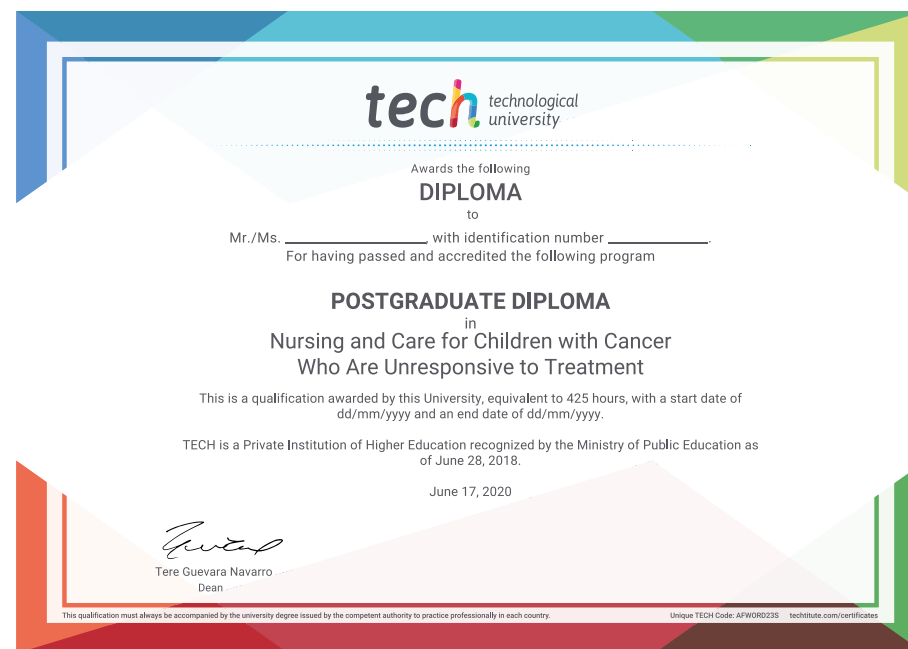 tech technological
university
Awards the following
DIPLOMA
to
Mr./Ms. ____________________, with identification number ______________.
For having passed and accredited the following program
POSTGRADUATE DIPLOMA
in
Nursing and Care for Children with Cancer
Who Are Unresponsive to Treatment
This is a qualification awarded by this University, equivalent to 425 hours, with a start date of
dd/mm/yyyy and an end date of dd/mm/yyyy.
TECH is a Private Institution of Higher Education recognized by the Ministry of Public Education as
of June 28, 2018.
June 17, 2020
Tere Guevara Navarro
Dean
This qualification must always be accompanied by the university degree issued by the competent authority to practice professionally in each country. Unique TECH Code: AFWORD23S techtitute.com/certificates